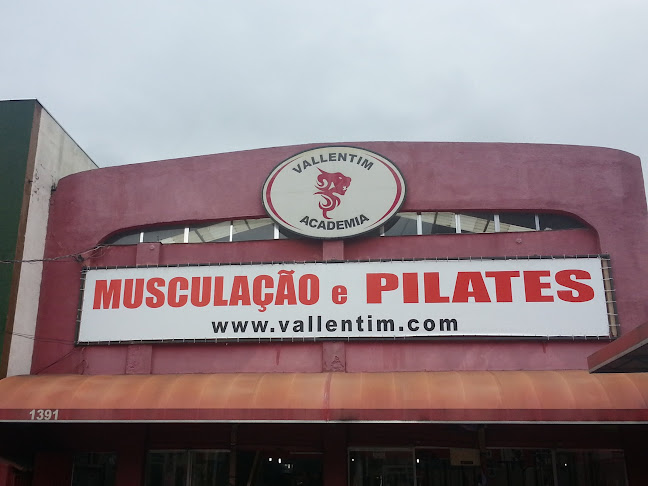 VALLENTIM
ACADEMIA
MUSCULAÇÃO e PILATES
www.vallentim.com
1391